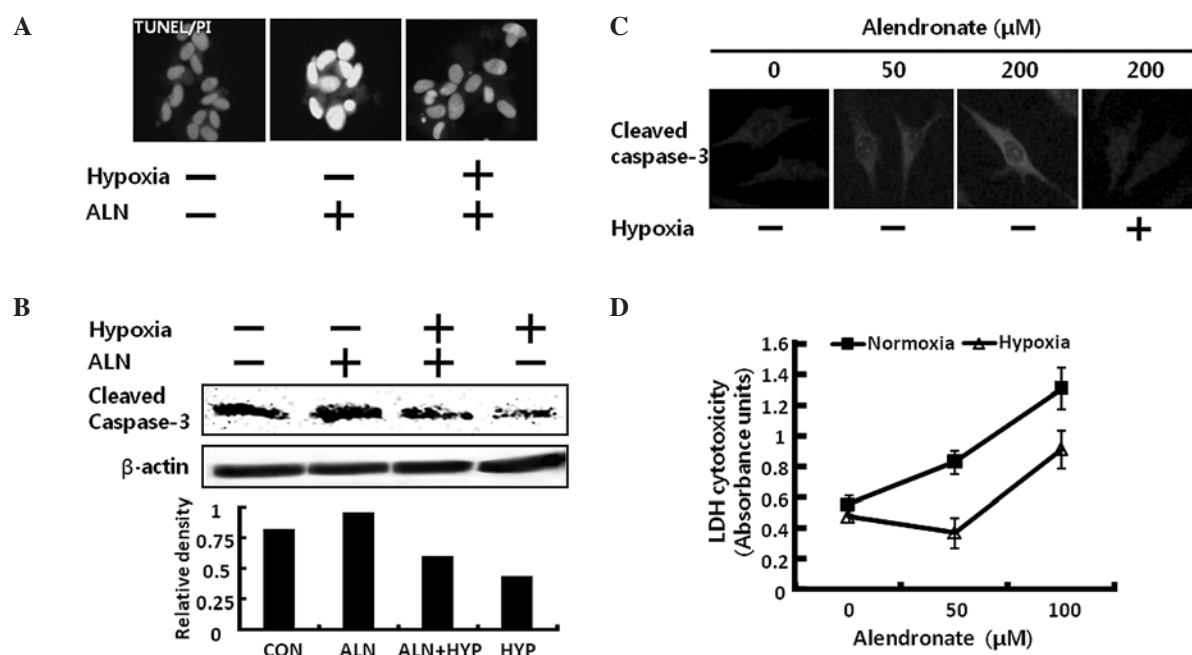 A
TUNEL/PI
Hypoxia − − +
ALN − + +
B
Hypoxia − − + +
ALN − + + −
Cleaved
Caspase-3
β-actin
Relative density
1
0.75
0.5
0.25
0
CON ALN ALN+HYP HYP
C
Alendronate (μM)
0 50 200 200
Cleaved
caspase-3
Hypoxia − − − +
D
Normoxia Hypoxia
LDH cytotoxicity
(Absorbance units)
1.6
1.4
1.2
1
0.8
0.6
0.4
0.2
0
0 50 100
Alendronate (μM)